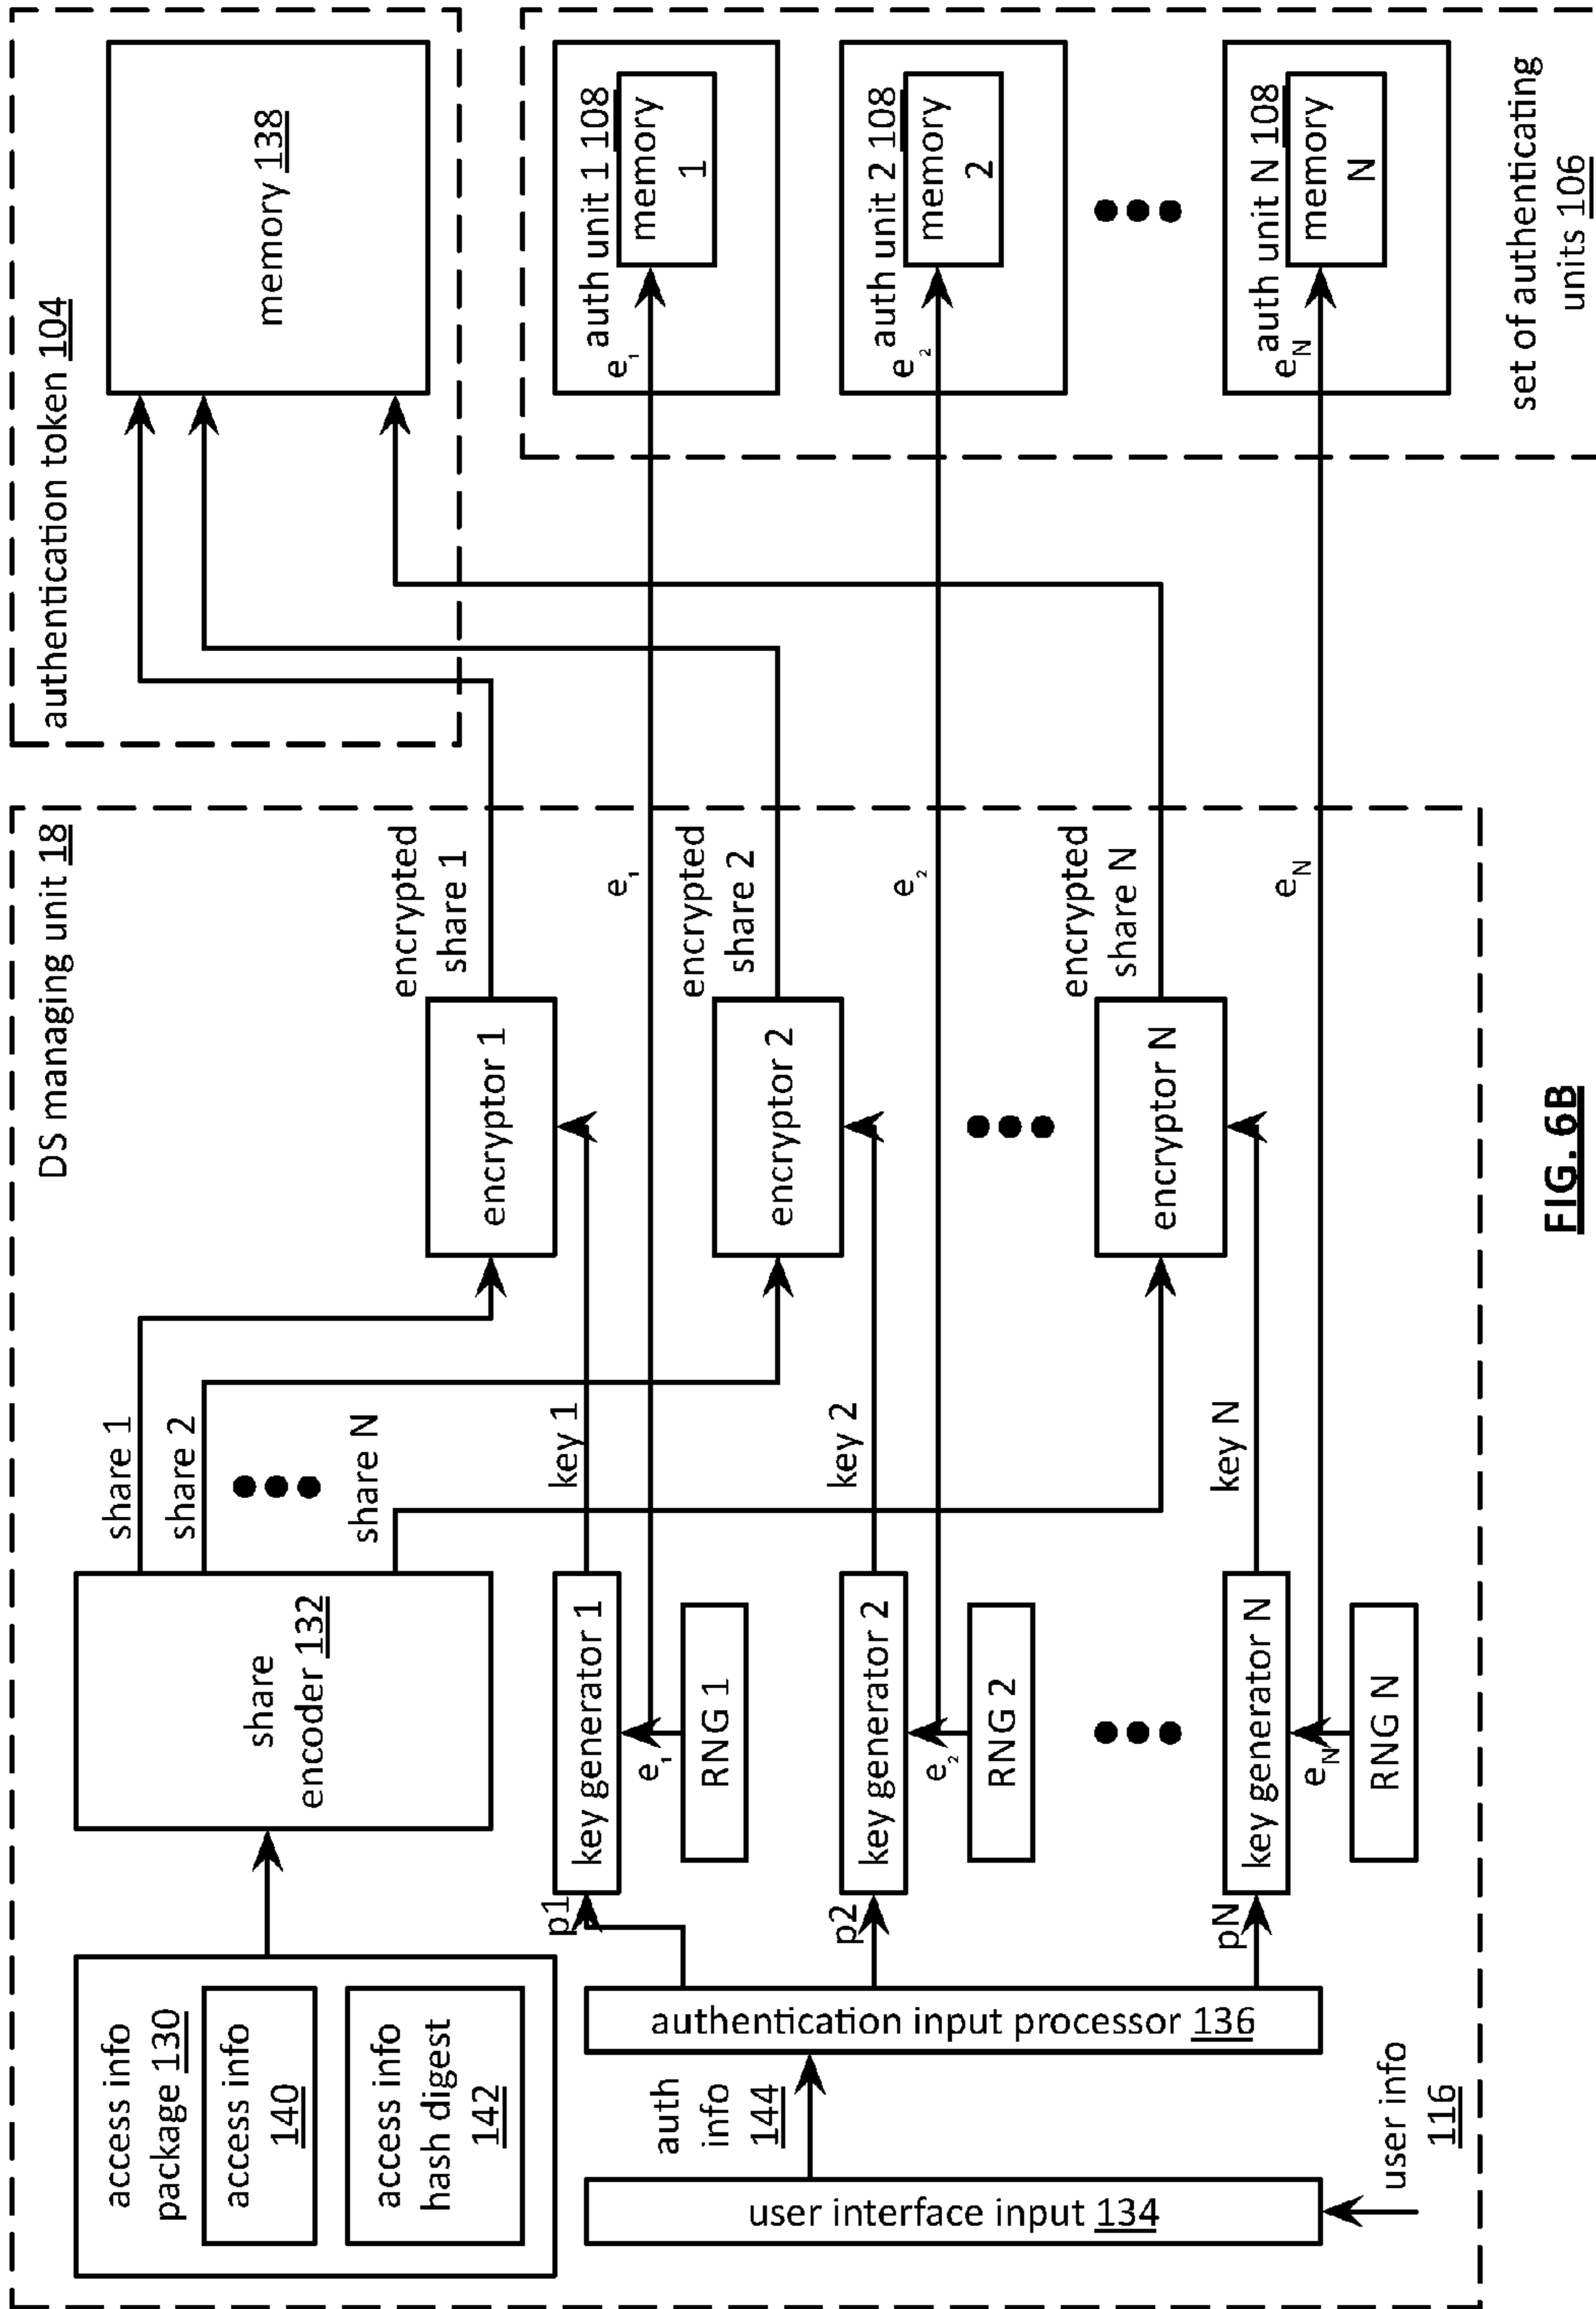 DS managing unit 18
access info
package 130
access info
140
access info
hash digest
142
share
encoder 132
share 1
share 2
share N
user interface input 134
user info
116
auth
info
144
authentication input processor 136
p1
key generator 1
e1
RNG 1
key 1
encryptor 1
encrypted
share 1
e1
p2
key generator 2
e2
RNG 2
key 2
encryptor 2
encrypted
share 2
e2
pN
key generator N
eN
RNG N
key N
encryptor N
encrypted
share N
eN
authentication token 104
memory 138
auth unit 1 108
e1
memory
1
auth unit 2 108
e2
memory
2
auth unit N 108
eN
memory
N
set of authenticating
units 106
FIG. 6B